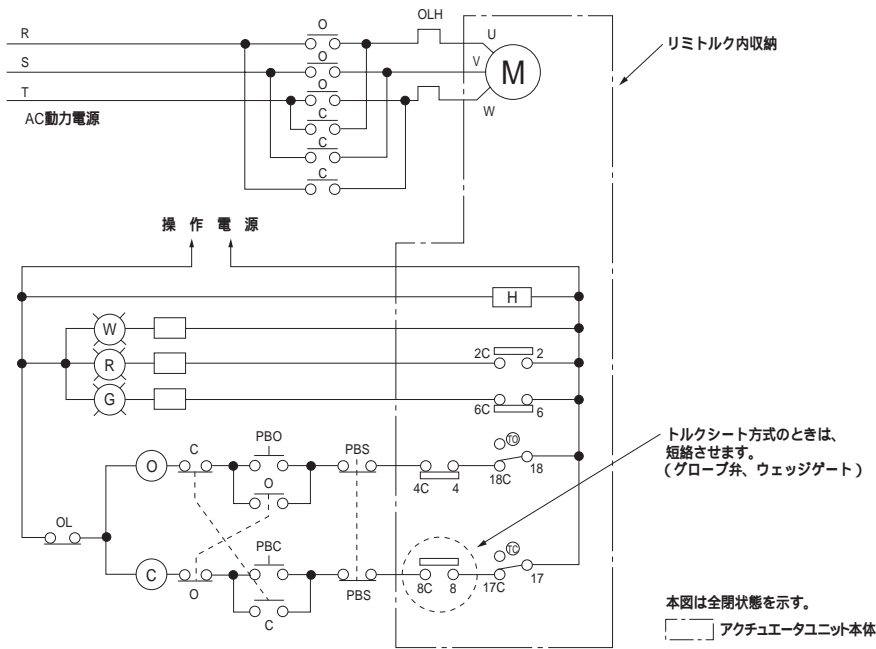 OLH
R
O
U
リミトルク内収納
S
O
V
M
T
O
W
AC動力電源
C
C
C
操 作 電 源
H
W
R
2C
2
G
6C
6
トルクシート方式のときは、
短絡させます。
(グローブ弁、ウェッジゲート)
O
C
PBO
PBS
TO
O
4C
4
18C
18
OL
C
O
PBC
C
PBS
8C
8
TC
17C
17
本図は全閉状態を示す。
アクチュエータユニット本体